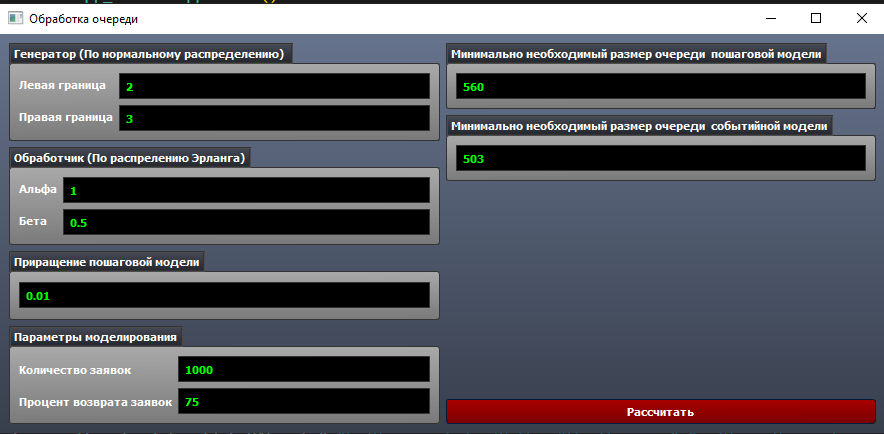 Обработка очереди
Генератор (По нормальному распределению)
Левая граница 2
Правая граница 3
Обработчик (По распрелению Эрланга)
Альфа 1
Бета 0.5
Приращение пошаговой модели
0.01
Параметры моделирования
Количество заявок 1000
Процент возврата заявок 75
Минимально необходимый размер очереди пошаговой модели
560
Минимально необходимый размер очереди событийной модели
503
Рассчитать